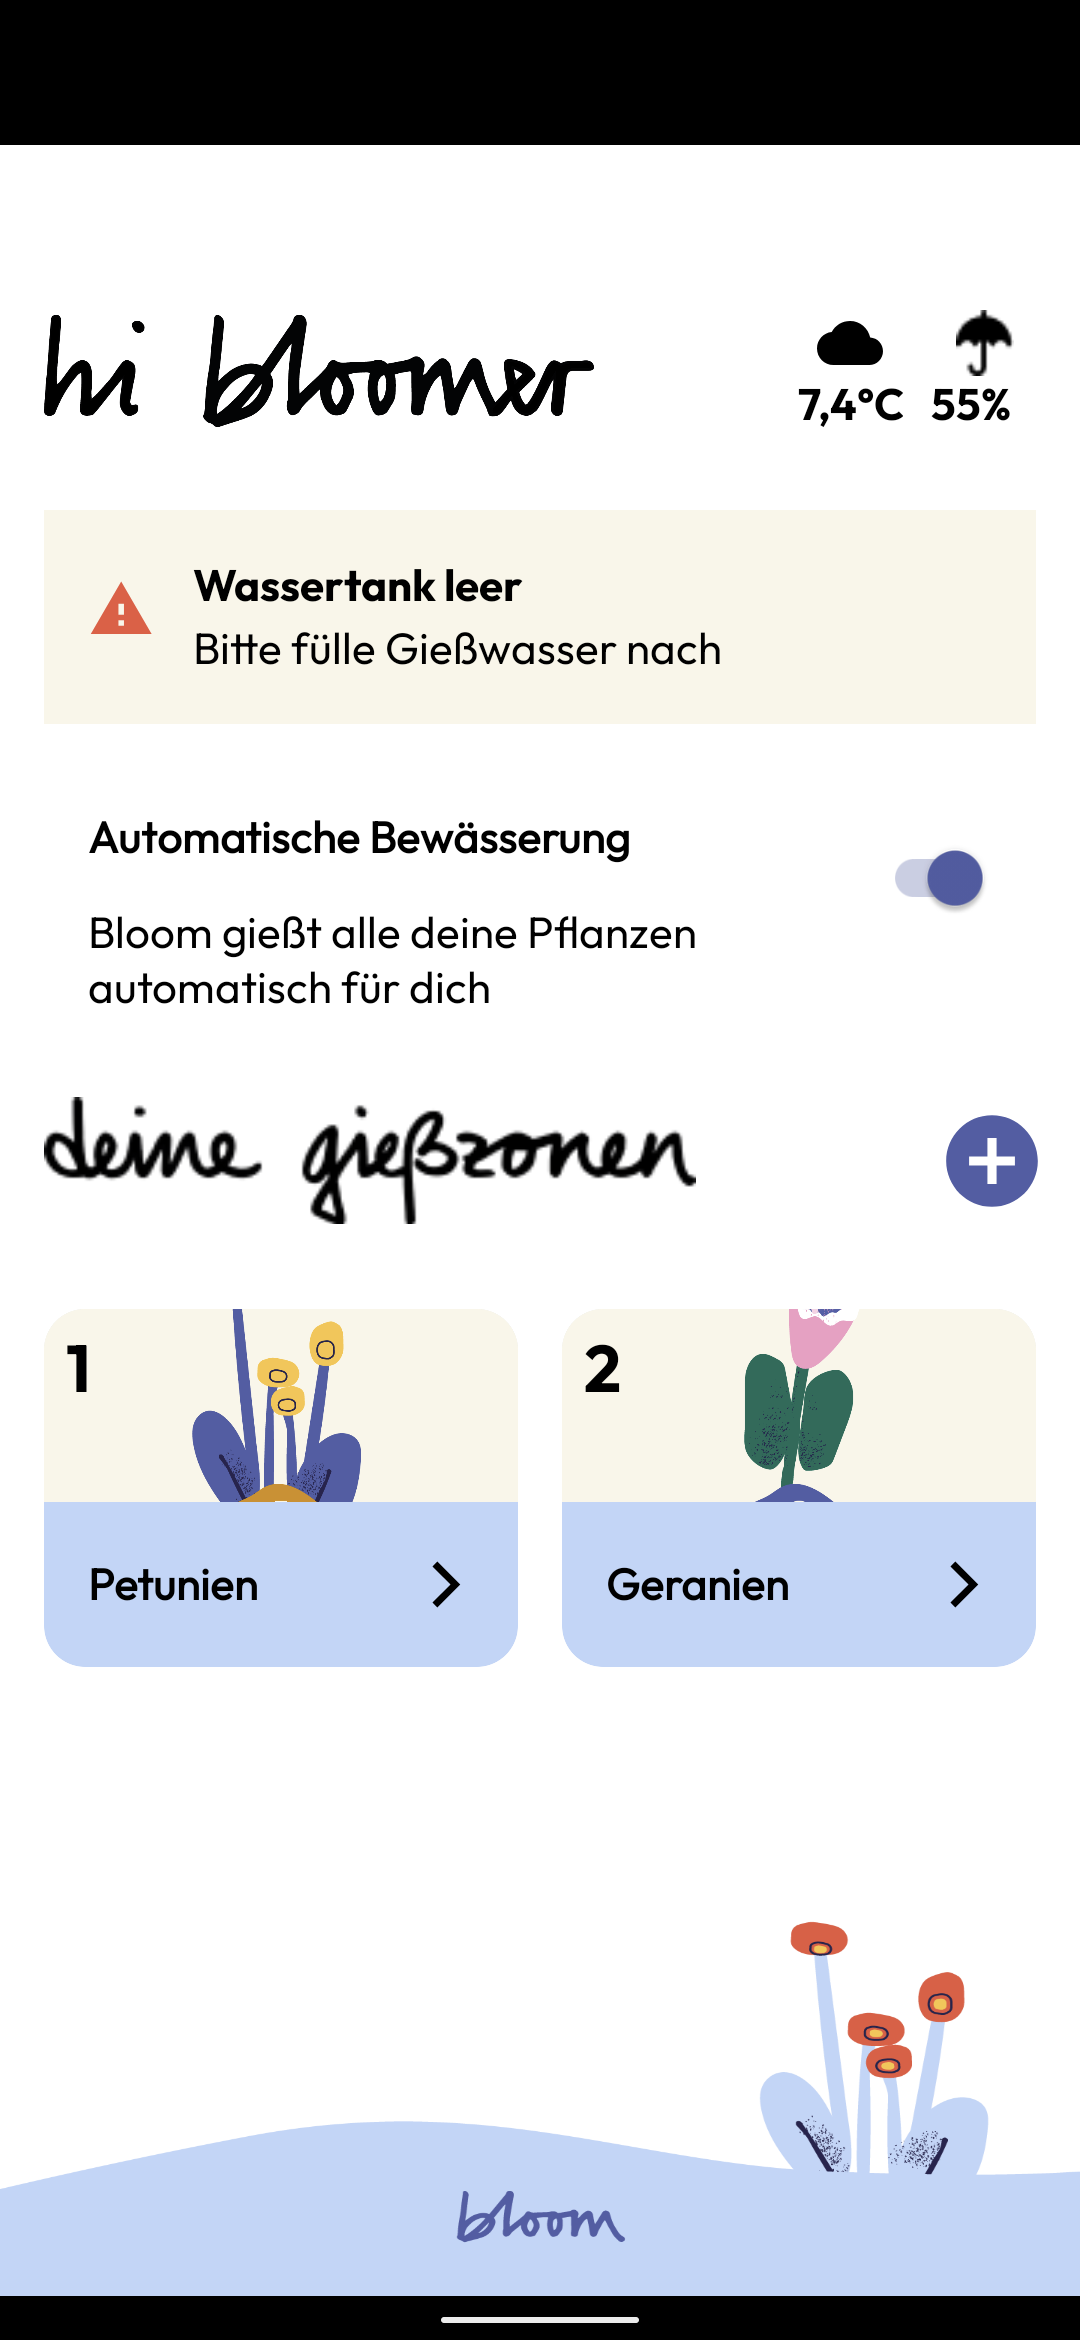 hi bloomer
7,4°C 55%
Wassertank leer
Bitte fülle Gießwasser nach
Automatische Bewässerung
Bloom gießt alle deine Pflanzen
automatisch für dich
deine gießzonen
1
Petunien
2
Geranien
bloom